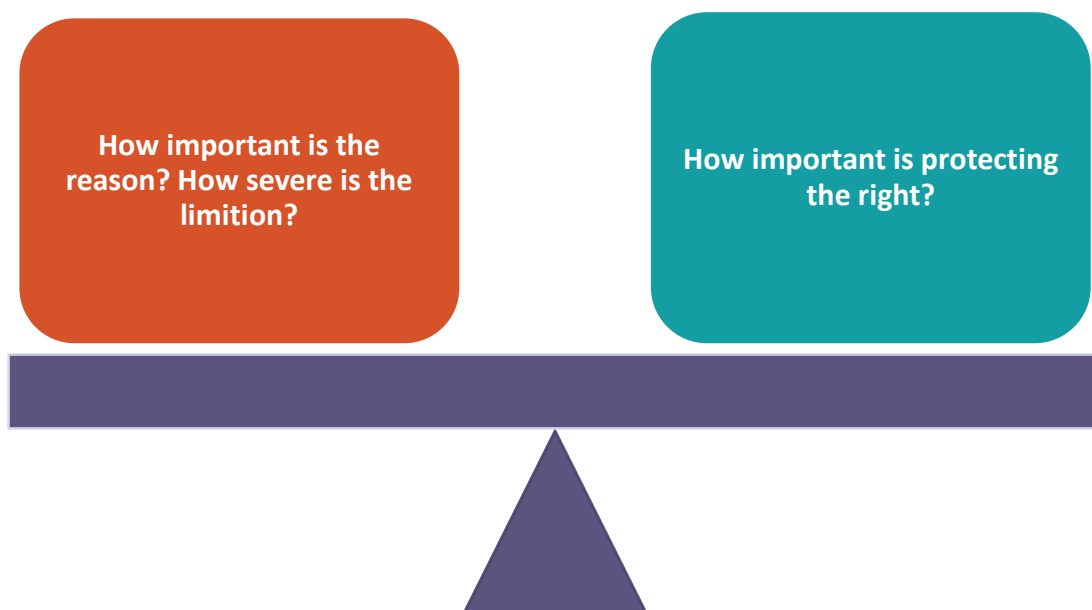 How important is the
reason? How severe is the
limition?
How important is protecting
the right?